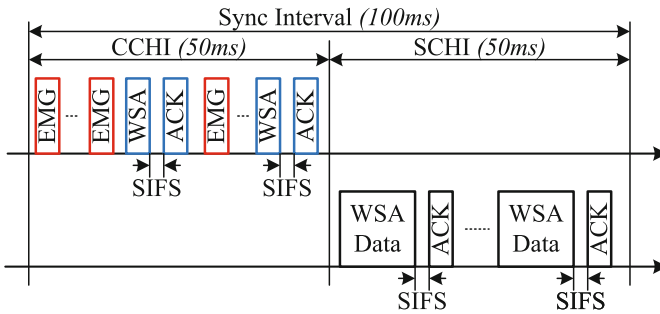 Sync Interval (100ms)
CCHI (50ms) SCHI (50ms)
EMG ... EMG WSA ACK EMG ... WSA ACK
SIFS SIFS
WSA Data ACK ...... WSA Data ACK
SIFS SIFS